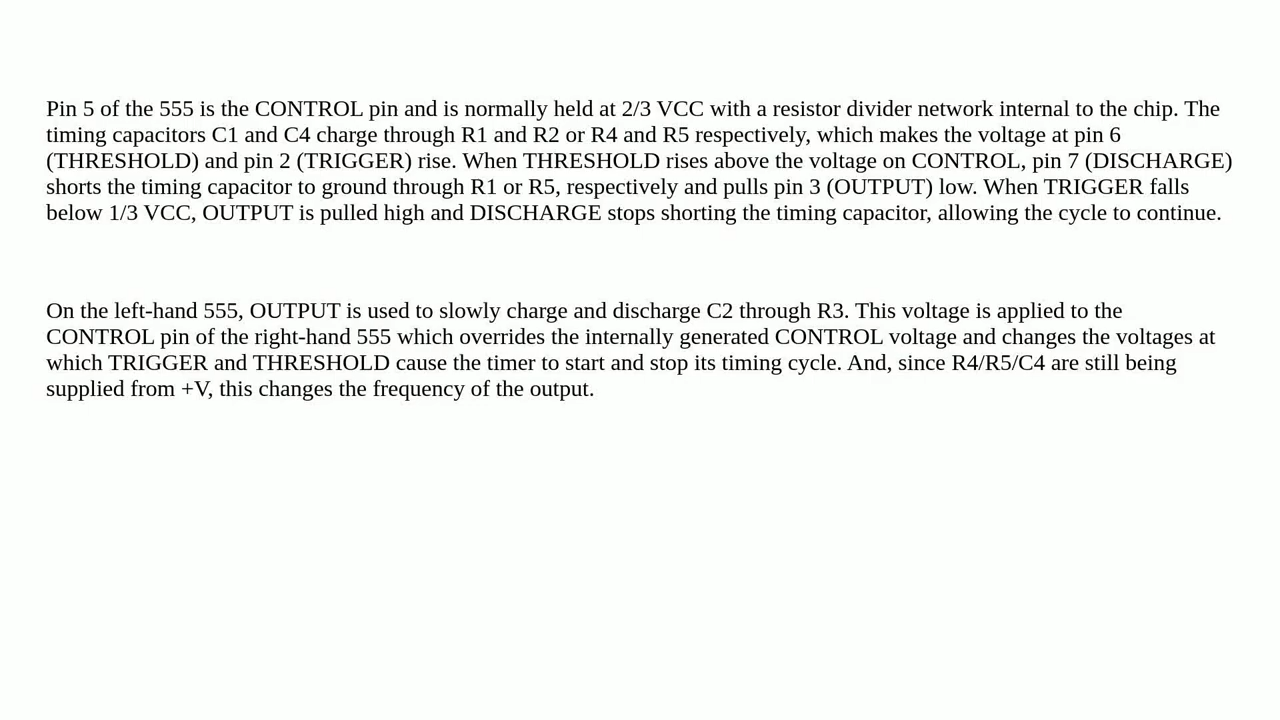 Pin 5 of the 555 is the CONTROL pin and is normally held at 2/3 VCC with a resistor divider network internal to the chip. The
timing capacitors C1 and C4 charge through R1 and R2 or R4 and R5 respectively, which makes the voltage at pin 6
(THRESHOLD) and pin 2 (TRIGGER) rise. When THRESHOLD rises above the voltage on CONTROL, pin 7 (DISCHARGE)
shorts the timing capacitor to ground through R1 or R5, respectively and pulls pin 3 (OUTPUT) low. When TRIGGER falls
below 1/3 VCC, OUTPUT is pulled high and DISCHARGE stops shorting the timing capacitor, allowing the cycle to continue.
On the left-hand 555, OUTPUT is used to slowly charge and discharge C2 through R3. This voltage is applied to the
CONTROL pin of the right-hand 555 which overrides the internally generated CONTROL voltage and changes the voltages at
which TRIGGER and THRESHOLD cause the timer to start and stop its timing cycle. And, since R4/R5/C4 are still being
supplied from +V, this changes the frequency of the output.